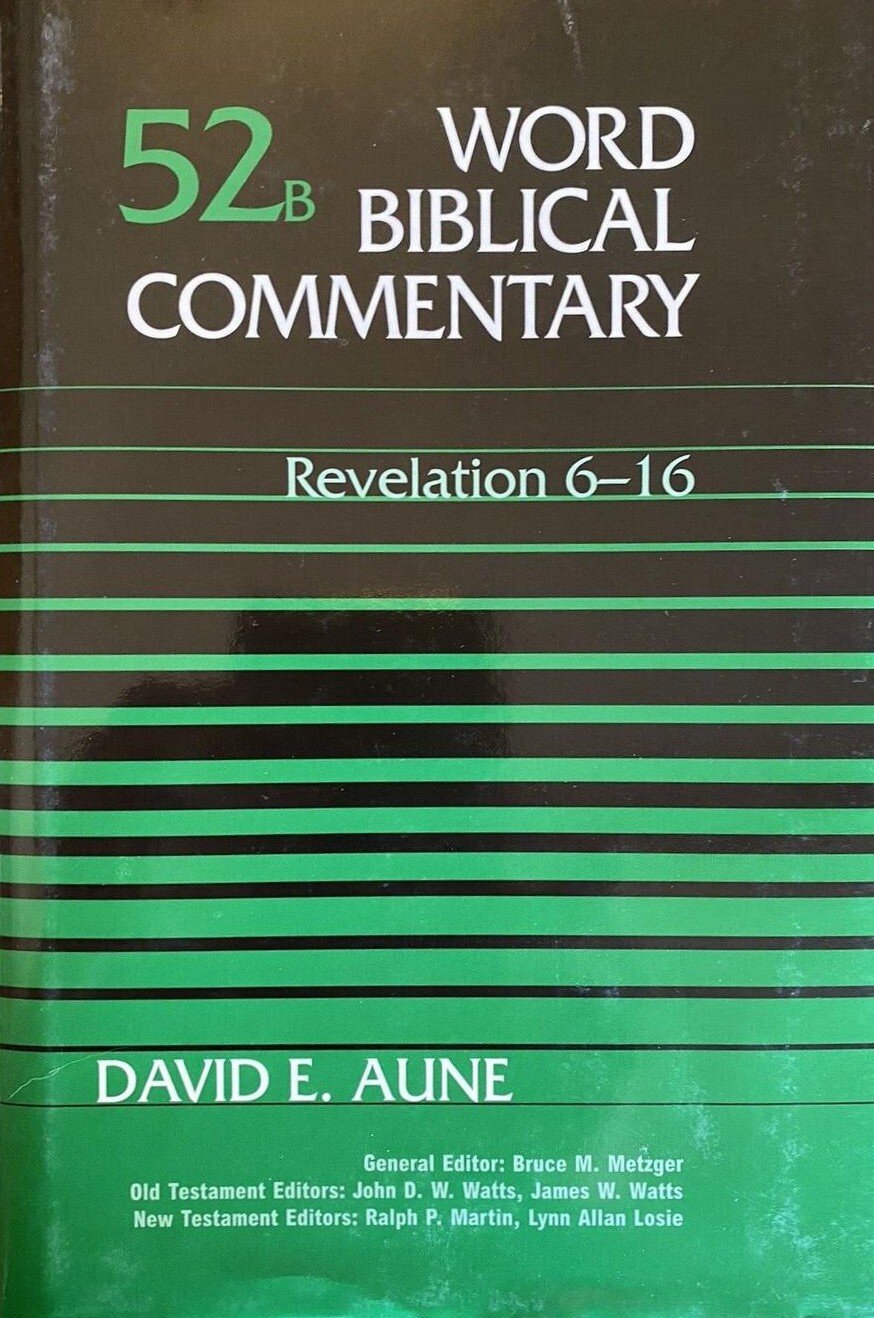 52B WORD
BIBLICAL
COMMENTARY
Revelation 6–16
DAVID E. AUNE
General Editor: Bruce M. Metzger
Old Testament Editors: John D. W. Watts, James W. Watts
New Testament Editors: Ralph P. Martin, Lynn Allan Losie